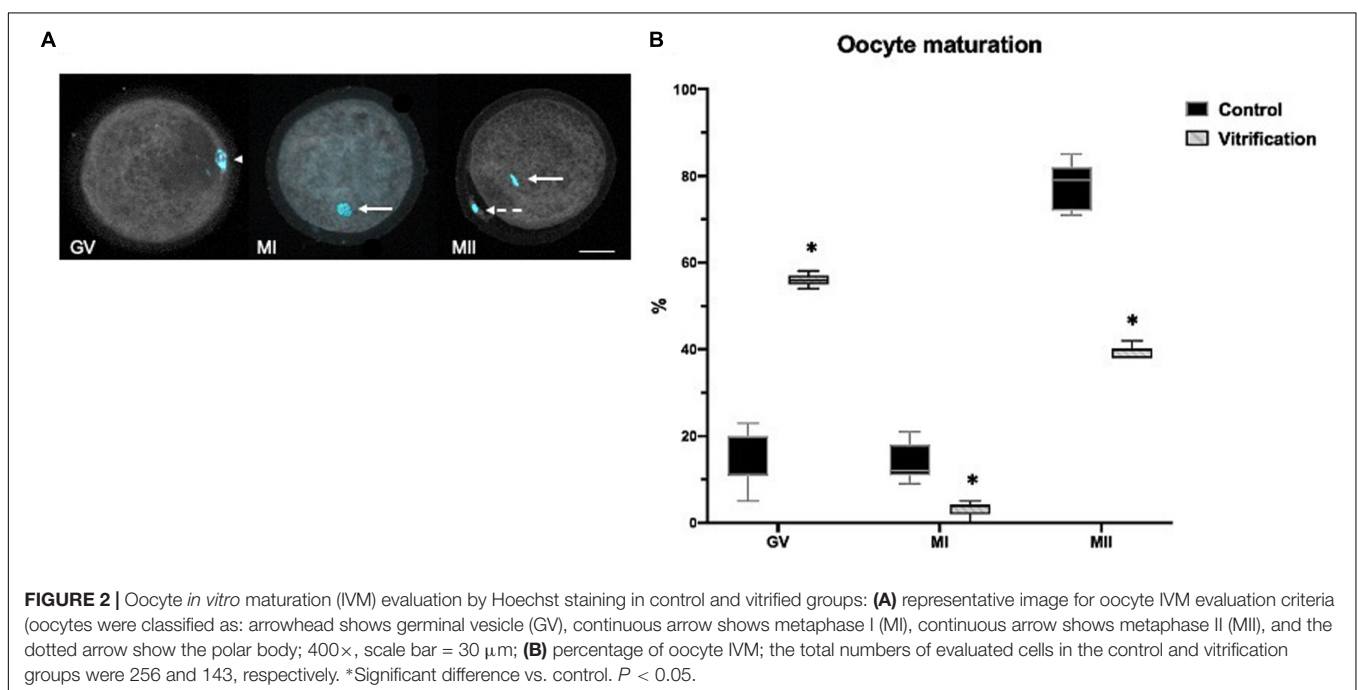 A
GV
MI
MII
B
Oocyte maturation
100
80
60
40
20
0
%
*
*
*
GV
MI
MII
Control
Vitrification
FIGURE 2 | Oocyte in vitro maturation (IVM) evaluation by Hoechst staining in control and vitrified groups: (A) representative image for oocyte IVM evaluation criteria
(oocytes were classified as: arrowhead shows germinal vesicle (GV), continuous arrow shows metaphase I (MI), continuous arrow shows metaphase II (MII), and the
dotted arrow show the polar body; 400×, scale bar = 30 μm; (B) percentage of oocyte IVM; the total numbers of evaluated cells in the control and vitrification
groups were 256 and 143, respectively. *Significant difference vs. control. P < 0.05.